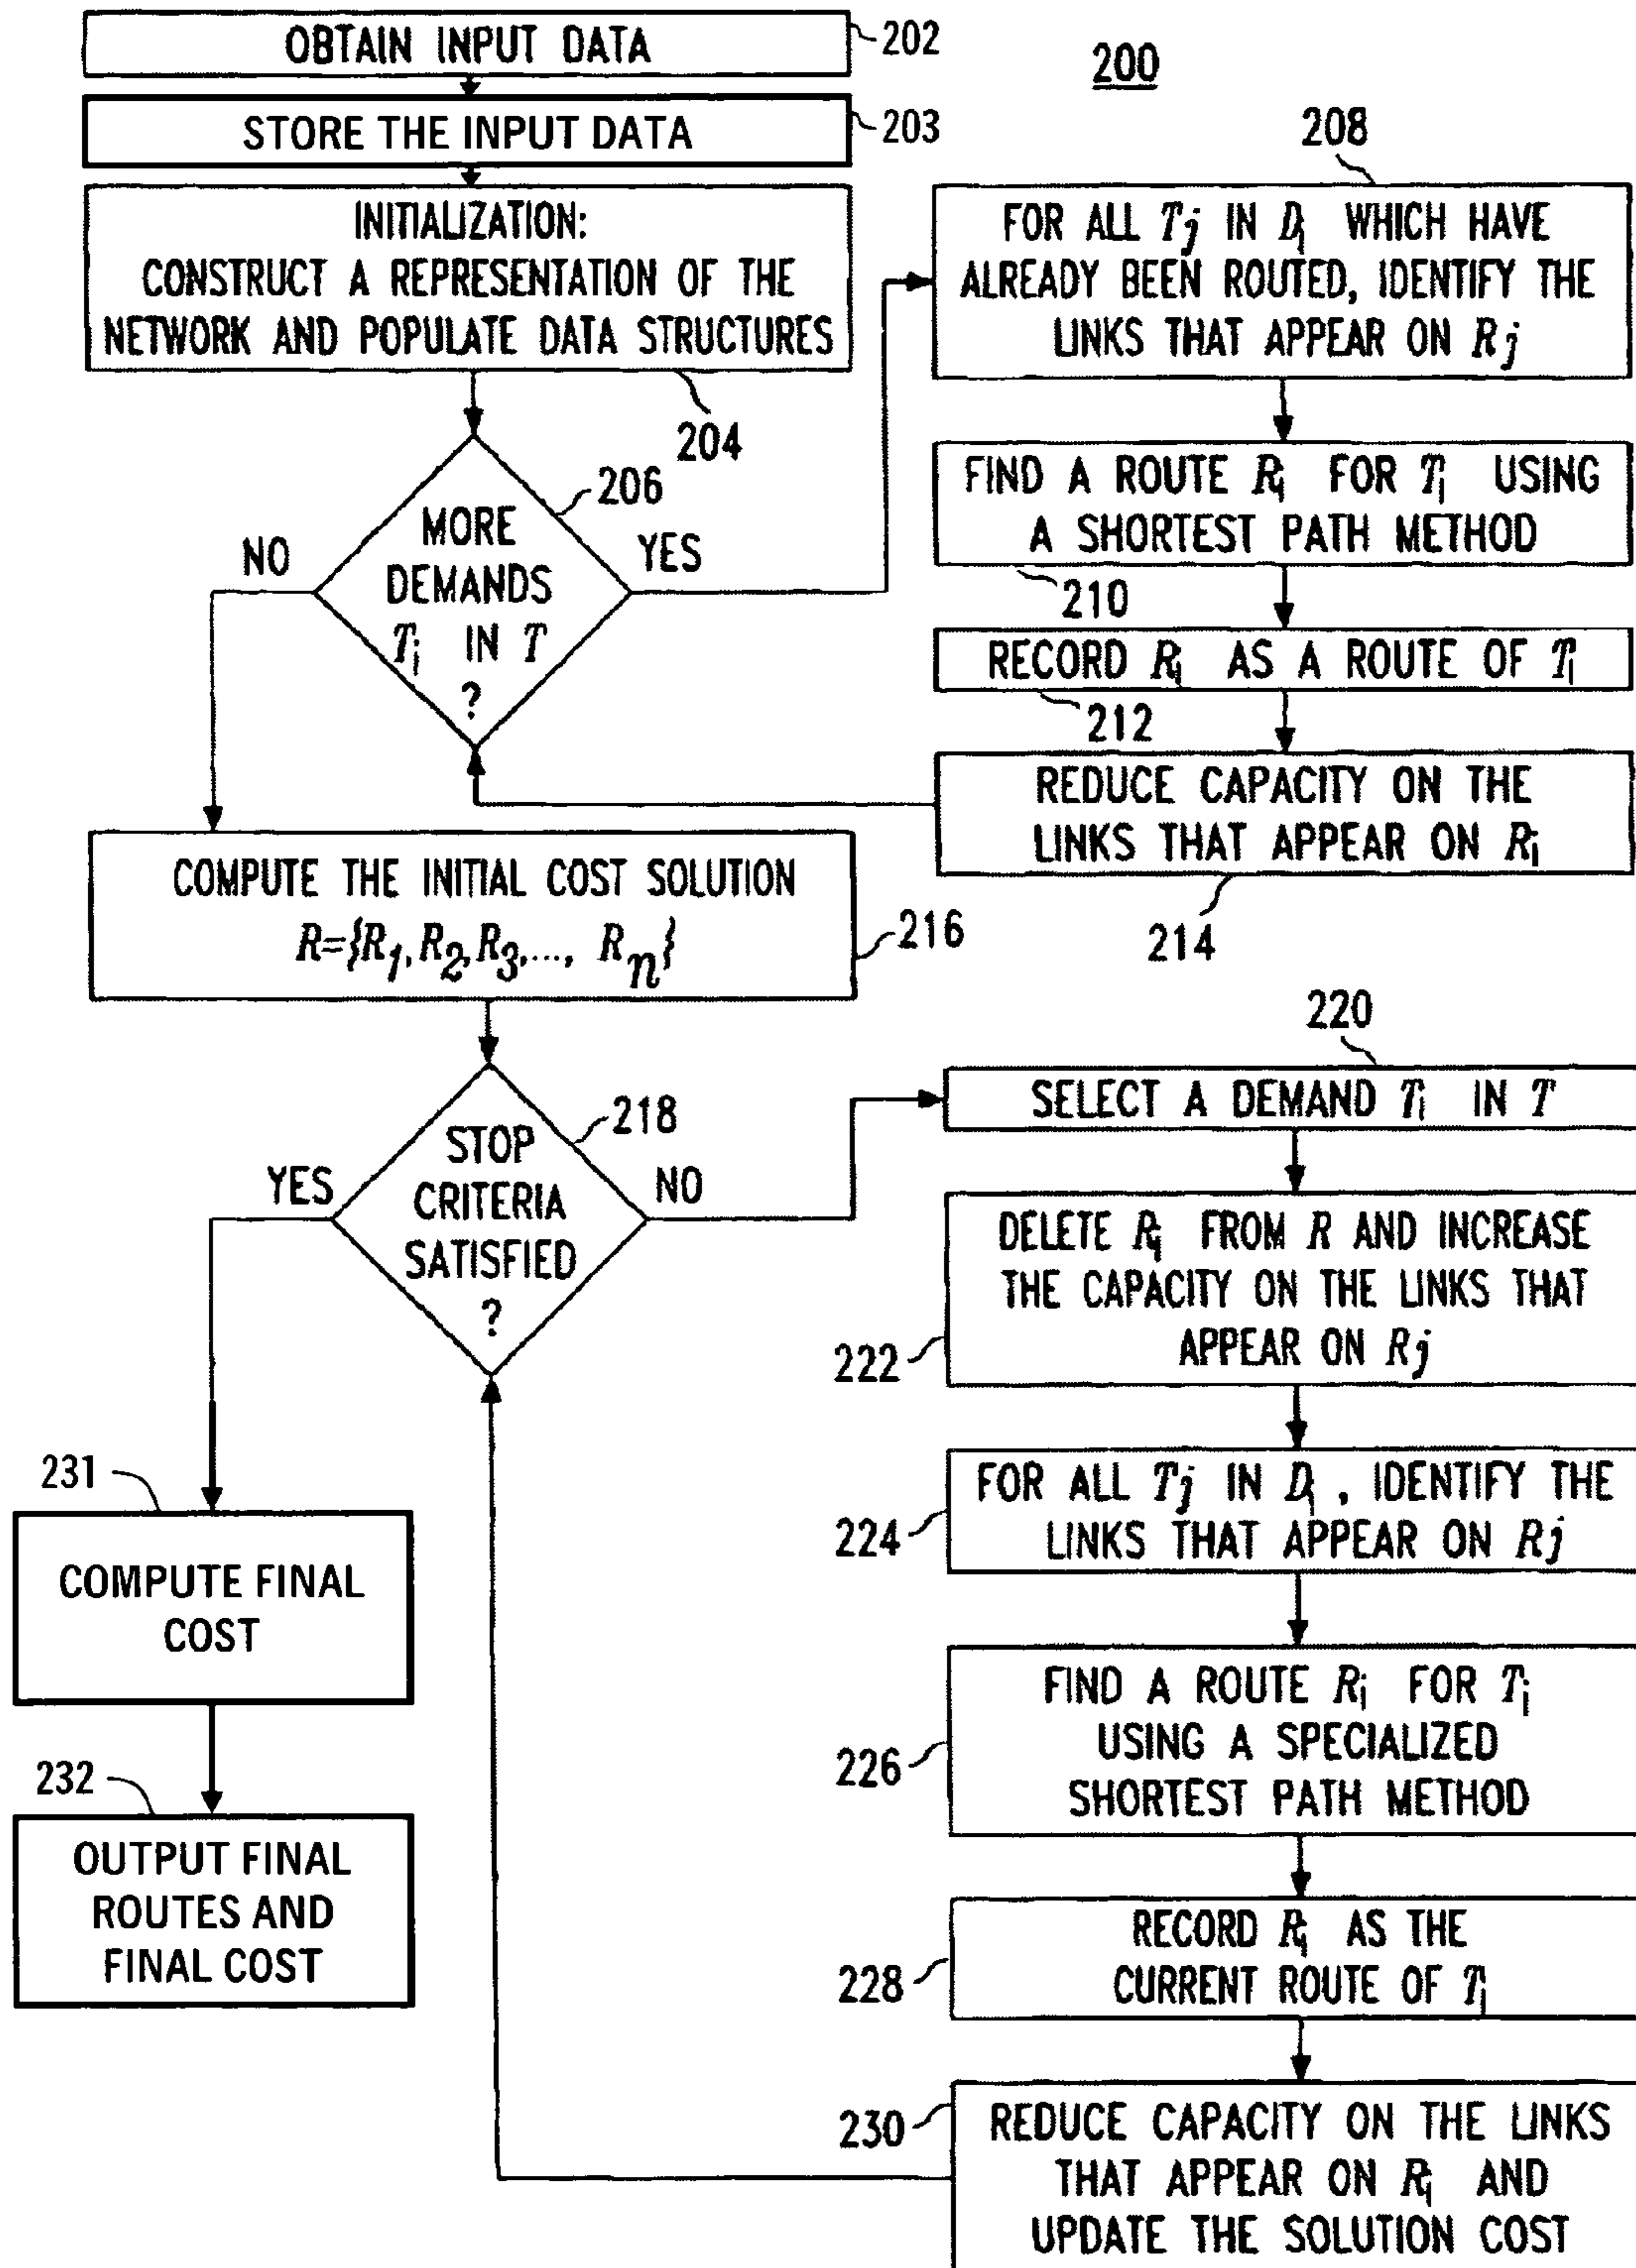 OBTAIN INPUT DATA
202
200
STORE THE INPUT DATA
203
INITIALIZATION:
CONSTRUCT A REPRESENTATION OF THE
NETWORK AND POPULATE DATA STRUCTURES
204
206
MORE
DEMANDS
Ti IN T
?
NO
YES
208
FOR ALL Tj IN Di WHICH HAVE
ALREADY BEEN ROUTED, IDENTIFY THE
LINKS THAT APPEAR ON Rj
FIND A ROUTE Ri FOR Ti USING
A SHORTEST PATH METHOD
210
RECORD Ri AS A ROUTE OF Ti
212
REDUCE CAPACITY ON THE
LINKS THAT APPEAR ON Ri
214
COMPUTE THE INITIAL COST SOLUTION
R={R1, R2, R3,..., Rn}
216
218
STOP
CRITERIA
SATISFIED
?
YES
NO
220
SELECT A DEMAND Ti IN T
DELETE Ri FROM R AND INCREASE
THE CAPACITY ON THE LINKS THAT
APPEAR ON Rj
222
FOR ALL Tj IN Di , IDENTIFY THE
LINKS THAT APPEAR ON Rj
224
FIND A ROUTE Ri FOR Ti
USING A SPECIALIZED
SHORTEST PATH METHOD
226
RECORD Ri AS THE
CURRENT ROUTE OF Ti
228
REDUCE CAPACITY ON THE LINKS
THAT APPEAR ON Ri AND
UPDATE THE SOLUTION COST
230
231
COMPUTE FINAL
COST
232
OUTPUT FINAL
ROUTES AND
FINAL COST